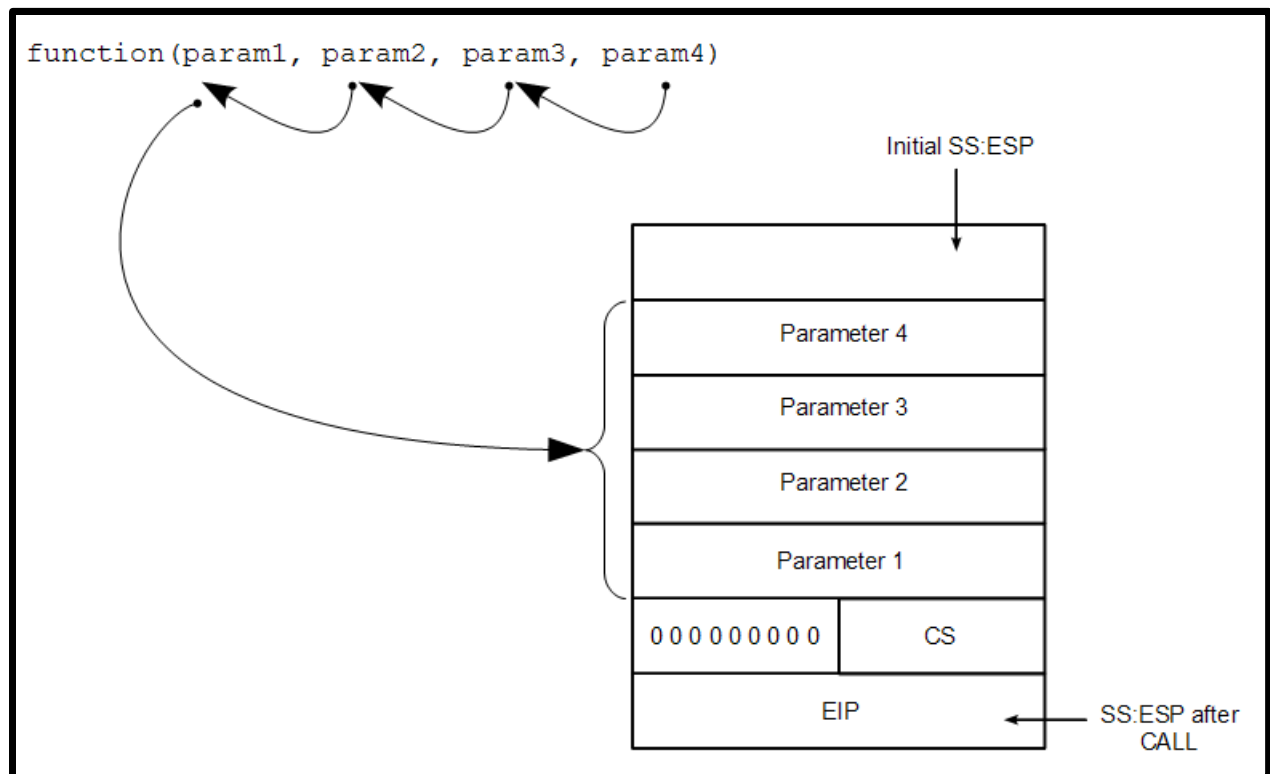 function(param1, param2, param3, param4)
Initial SS:ESP
Parameter 4
Parameter 3
Parameter 2
Parameter 1
0 0 0 0 0 0 0 0 0
CS
EIP
SS:ESP after
CALL